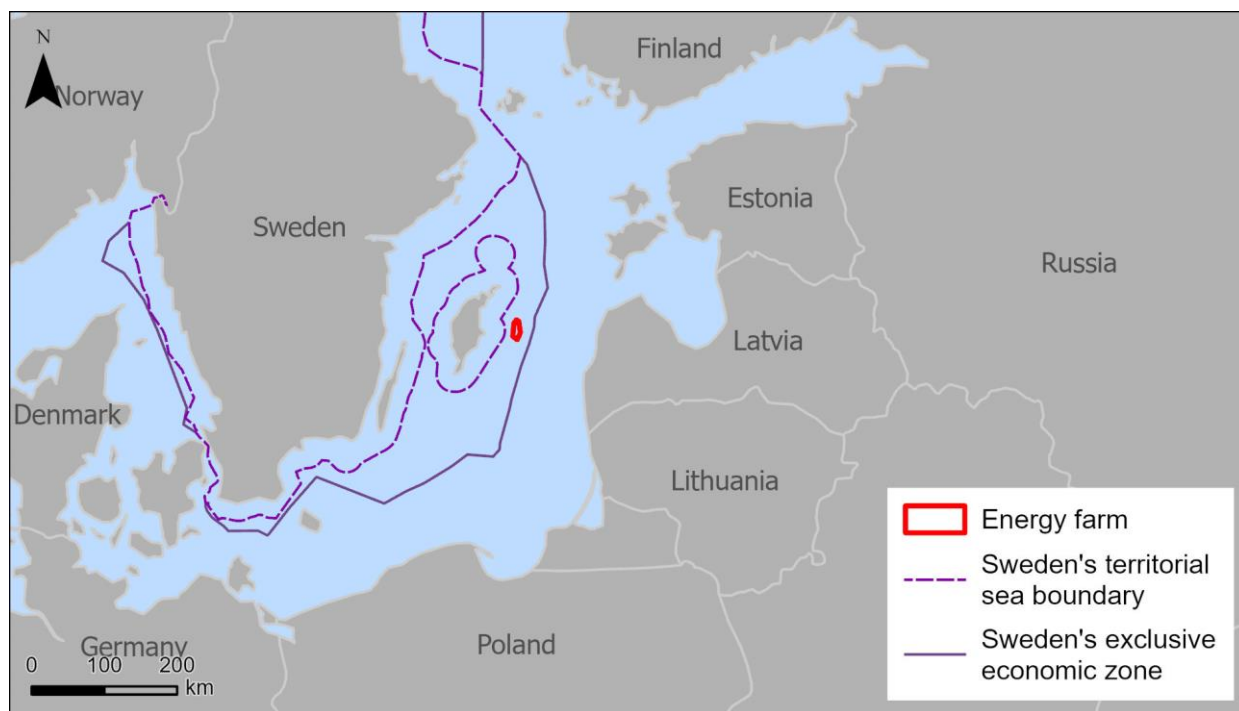 N
Norway
Finland
Sweden
Estonia
Russia
Latvia
Denmark
Lithuania
Germany
Poland
0 100 200
km
Energy farm
Sweden's territorial
sea boundary
Sweden's exclusive
economic zone